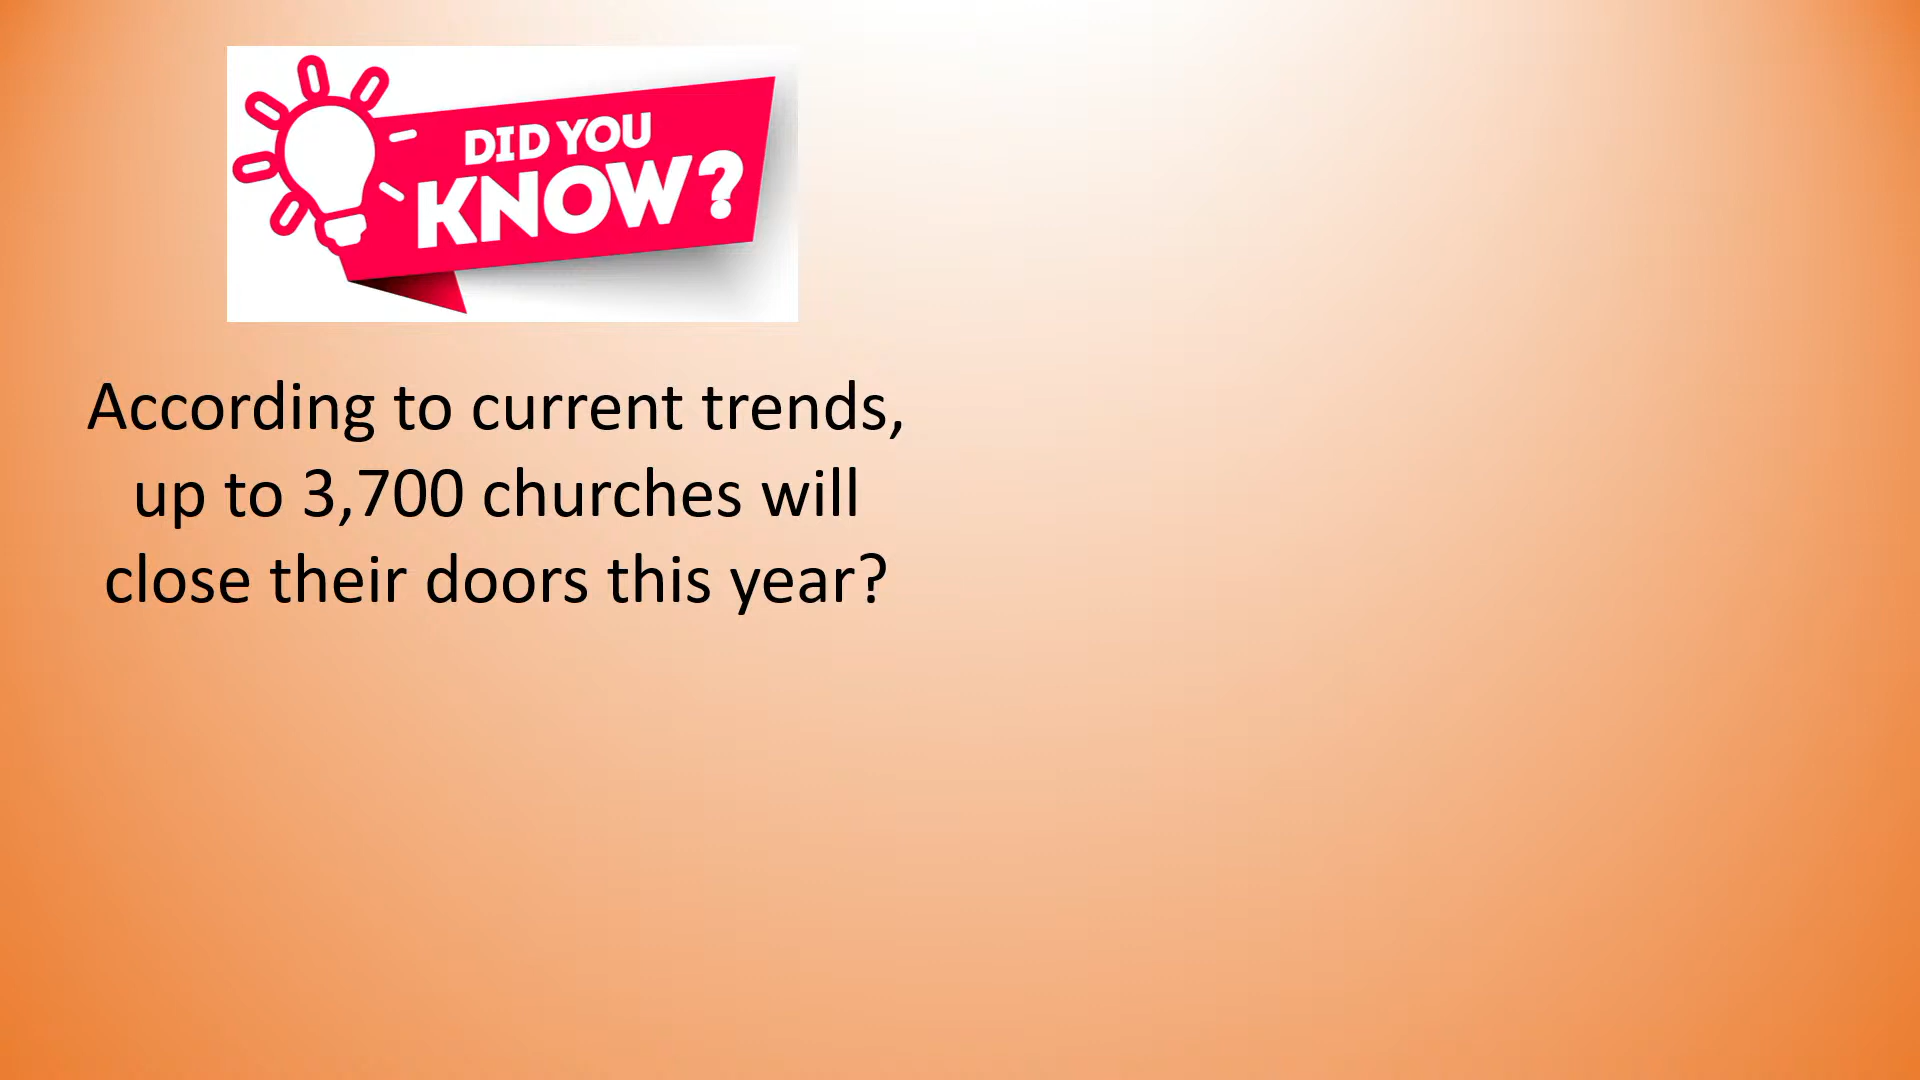 DID YOU
KNOW?
According to current trends,
up to 3,700 churches will
close their doors this year?